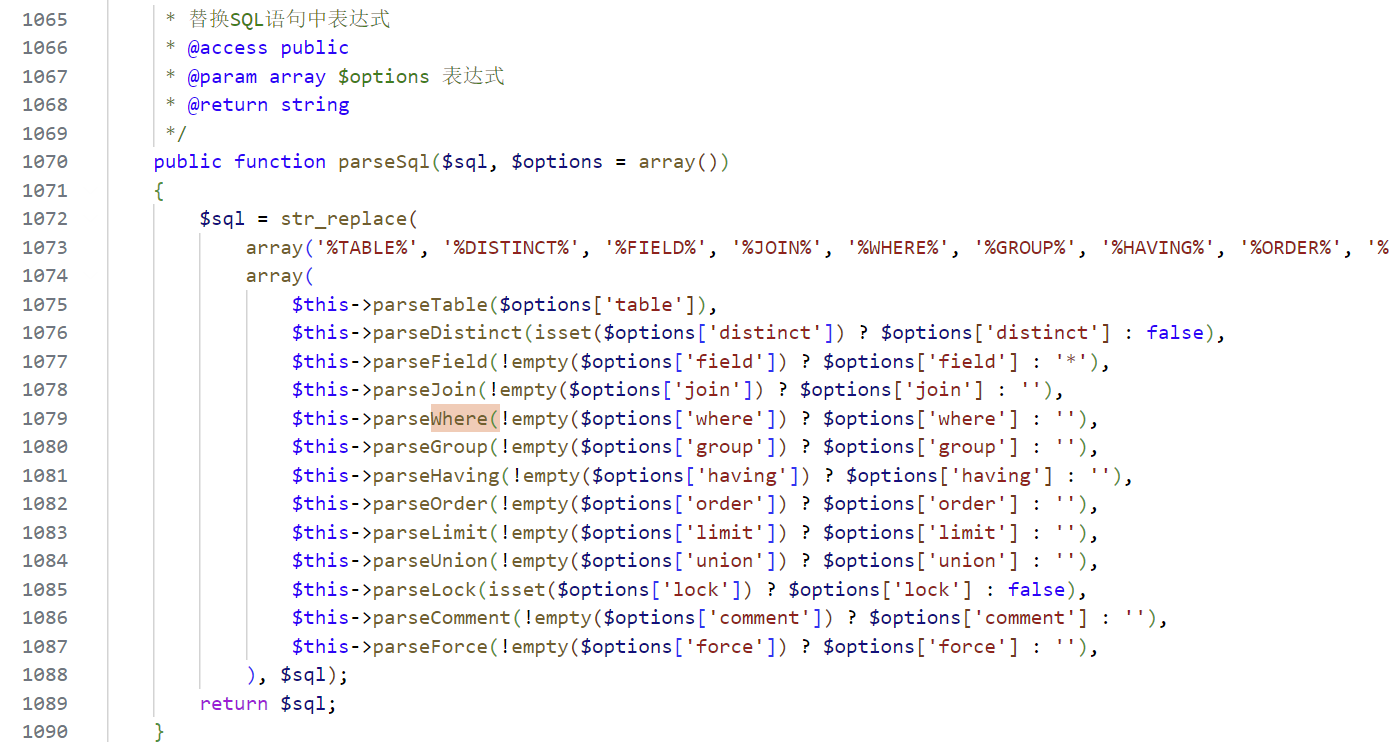 1065 * 替换SQL语句中表达式
1066 * @access public
1067 * @param array $options 表达式
1068 * @return string
1069 */
1070 public function parseSql($sql, $options = array())
1071 {
1072 $sql = str_replace(
1073 array('%TABLE%', '%DISTINCT%', '%FIELD%', '%JOIN%', '%WHERE%', '%GROUP%', '%HAVING%', '%ORDER%', '%
1074 array(
1075 $this->parseTable($options['table']),
1076 $this->parseDistinct(isset($options['distinct']) ? $options['distinct'] : false),
1077 $this->parseField(!empty($options['field']) ? $options['field'] : '*'),
1078 $this->parseJoin(!empty($options['join']) ? $options['join'] : ''),
1079 $this->parseWhere(!empty($options['where']) ? $options['where'] : ''),
1080 $this->parseGroup(!empty($options['group']) ? $options['group'] : ''),
1081 $this->parseHaving(!empty($options['having']) ? $options['having'] : ''),
1082 $this->parseOrder(!empty($options['order']) ? $options['order'] : ''),
1083 $this->parseLimit(!empty($options['limit']) ? $options['limit'] : ''),
1084 $this->parseUnion(!empty($options['union']) ? $options['union'] : ''),
1085 $this->parseLock(isset($options['lock']) ? $options['lock'] : false),
1086 $this->parseComment(!empty($options['comment']) ? $options['comment'] : ''),
1087 $this->parseForce(!empty($options['force']) ? $options['force'] : ''),
1088 ), $sql);
1089 return $sql;
1090 }